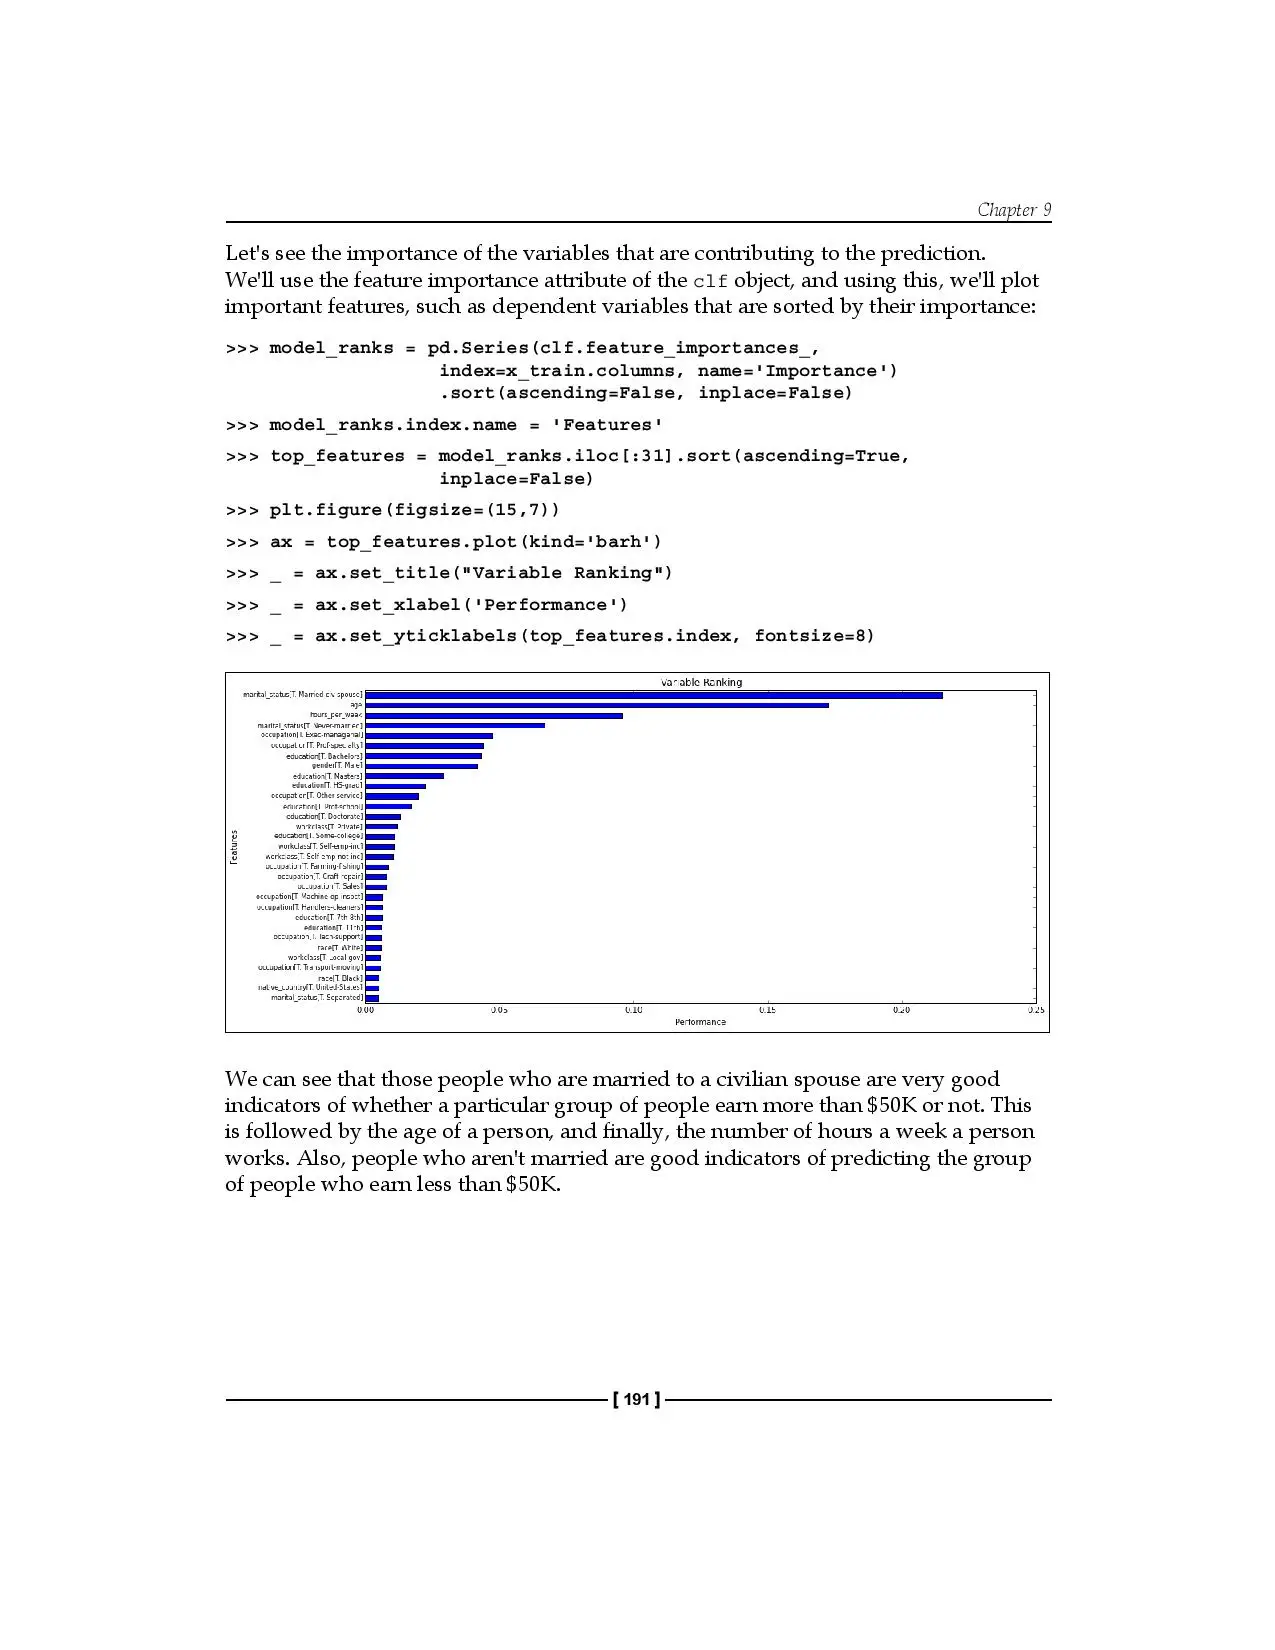 Chapter 9
Let's see the importance of the variables that are contributing to the prediction.
We'll use the feature importance attribute of the clf object, and using this, we'll plot
important features, such as dependent variables that are sorted by their importance:
>>> model_ranks = pd.Series(clf.feature_importances_,
index=x_train.columns, name='Importance')
.sort(ascending=False, inplace=False)
>>> model_ranks.index.name = 'Features'
>>> top_features = model_ranks.iloc[:31].sort(ascending=True,
inplace=False)
>>> plt.figure(figsize=(15,7))
>>> ax = top_features.plot(kind='barh')
>>> _ = ax.set_title("Variable Ranking")
>>> _ = ax.set_xlabel('Performance')
>>> _ = ax.set_yticklabels(top_features.index, fontsize=8)
Variable Ranking
marital_status[T. Married-civ-spouse]
age
hours_per_week
marital_status[T. Never-married]
occupation[T. Exec-managerial]
occupation[T. Prof-specialty]
education[T. Bachelors]
gender[T. Male]
education[T. Masters]
education[T. HS-grad]
occupation[T. Other-service]
education[T. Prof-school]
education[T. Doctorate]
workclass[T. Private]
education[T. Some-college]
workclass[T. Self-emp-inc]
workclass[T. Self-emp-not-inc]
occupation[T. Farming-fishing]
occupation[T. Craft-repair]
occupation[T. Sales]
occupation[T. Machine-op-inspct]
occupation[T. Handlers-cleaners]
education[T. 7th-8th]
education[T. 11th]
occupation[T. Tech-support]
race[T. White]
workclass[T. Local-gov]
occupation[T. Transport-moving]
race[T. Black]
native_country[T. United-States]
marital_status[T. Separated]
Features
0.00 0.05 0.10 0.15 0.20 0.25
Performance
We can see that those people who are married to a civilian spouse are very good
indicators of whether a particular group of people earn more than $50K or not. This
is followed by the age of a person, and finally, the number of hours a week a person
works. Also, people who aren't married are good indicators of predicting the group
of people who earn less than $50K.
[ 191 ]